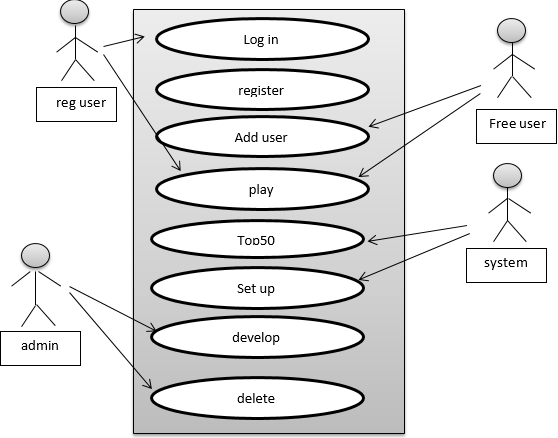 Log in
reg user
register
Free user
Add user
play
Top50
system
Set up
admin
develop
delete